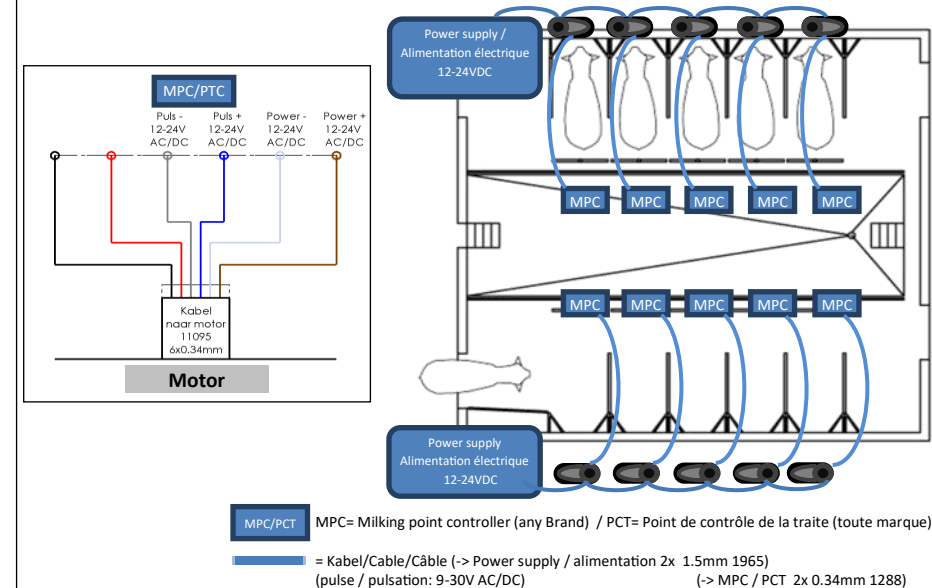 Power supply /
Alimentation électrique
12-24VDC
MPC/PTC
Puls -
12-24V
AC/DC
Puls +
12-24V
AC/DC
Power -
12-24V
AC/DC
Power +
12-24V
AC/DC
Kabel
naar motor
11095
6x0.34mm
Motor
MPC MPC MPC MPC MPC
MPC MPC MPC MPC MPC
Power supply
Alimentation électrique
12-24VDC
MPC/PCT
MPC= Milking point controller (any Brand) / PCT= Point de contrôle de la traite (toute marque)
= Kabel/Cable/Câble (-> Power supply / alimentation 2x 1.5mm 1965)
(pulse / pulsation: 9-30V AC/DC) (-> MPC / PCT 2x 0.34mm 1288)